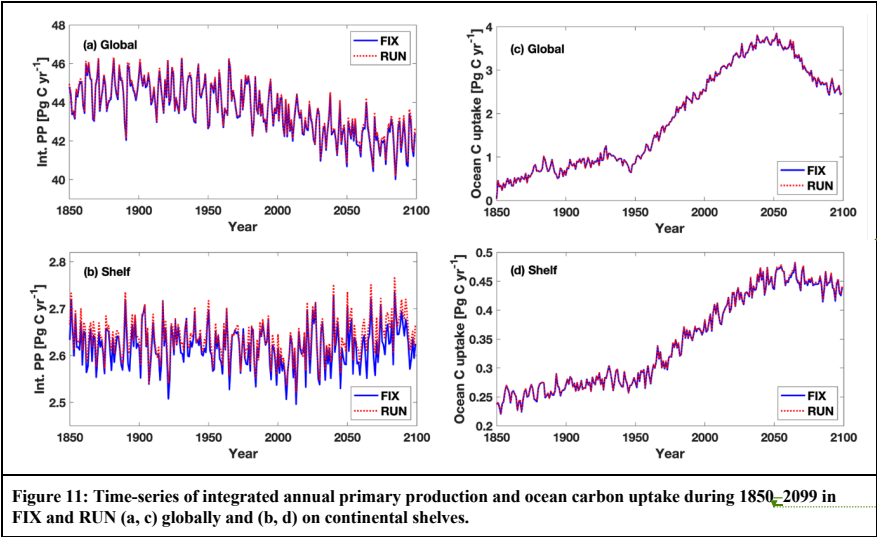 (a) Global
FIX
RUN
Int. PP [Pg C yr⁻¹]
48
46
44
42
40
1850 1900 1950 2000 2050 2100
Year
(c) Global
FIX
RUN
Ocean C uptake [Pg C yr⁻¹]
4
3
2
1
0
1850 1900 1950 2000 2050 2100
Year
(b) Shelf
FIX
RUN
Int. PP [Pg C yr⁻¹]
2.8
2.7
2.6
2.5
1850 1900 1950 2000 2050 2100
Year
(d) Shelf
FIX
RUN
Ocean C uptake [Pg C yr⁻¹]
0.5
0.45
0.4
0.35
0.3
0.25
0.2
1850 1900 1950 2000 2050 2100
Year
Figure 11: Time-series of integrated annual primary production and ocean carbon uptake during 1850–2099 in
FIX and RUN (a, c) globally and (b, d) on continental shelves.